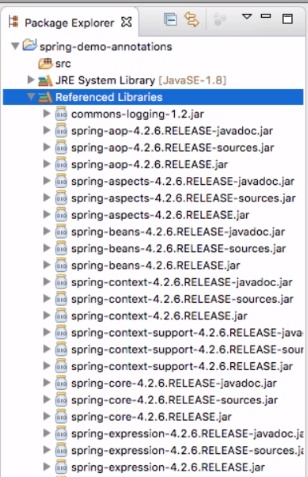 Package Explorer
spring-demo-annotations
src
JRE System Library [JavaSE-1.8]
Referenced Libraries
commons-logging-1.2.jar
spring-aop-4.2.6.RELEASE-javadoc.jar
spring-aop-4.2.6.RELEASE-sources.jar
spring-aop-4.2.6.RELEASE.jar
spring-aspects-4.2.6.RELEASE-javadoc.jar
spring-aspects-4.2.6.RELEASE-sources.jar
spring-aspects-4.2.6.RELEASE.jar
spring-beans-4.2.6.RELEASE-javadoc.jar
spring-beans-4.2.6.RELEASE-sources.jar
spring-beans-4.2.6.RELEASE.jar
spring-context-4.2.6.RELEASE-javadoc.jar
spring-context-4.2.6.RELEASE-sources.jar
spring-context-4.2.6.RELEASE.jar
spring-context-support-4.2.6.RELEASE-java
spring-context-support-4.2.6.RELEASE-sour
spring-context-support-4.2.6.RELEASE.jar
spring-core-4.2.6.RELEASE-javadoc.jar
spring-core-4.2.6.RELEASE-sources.jar
spring-core-4.2.6.RELEASE.jar
spring-expression-4.2.6.RELEASE-javadoc.ja
spring-expression-4.2.6.RELEASE-sources.ja
spring-expression-4.2.6.RELEASE.jar